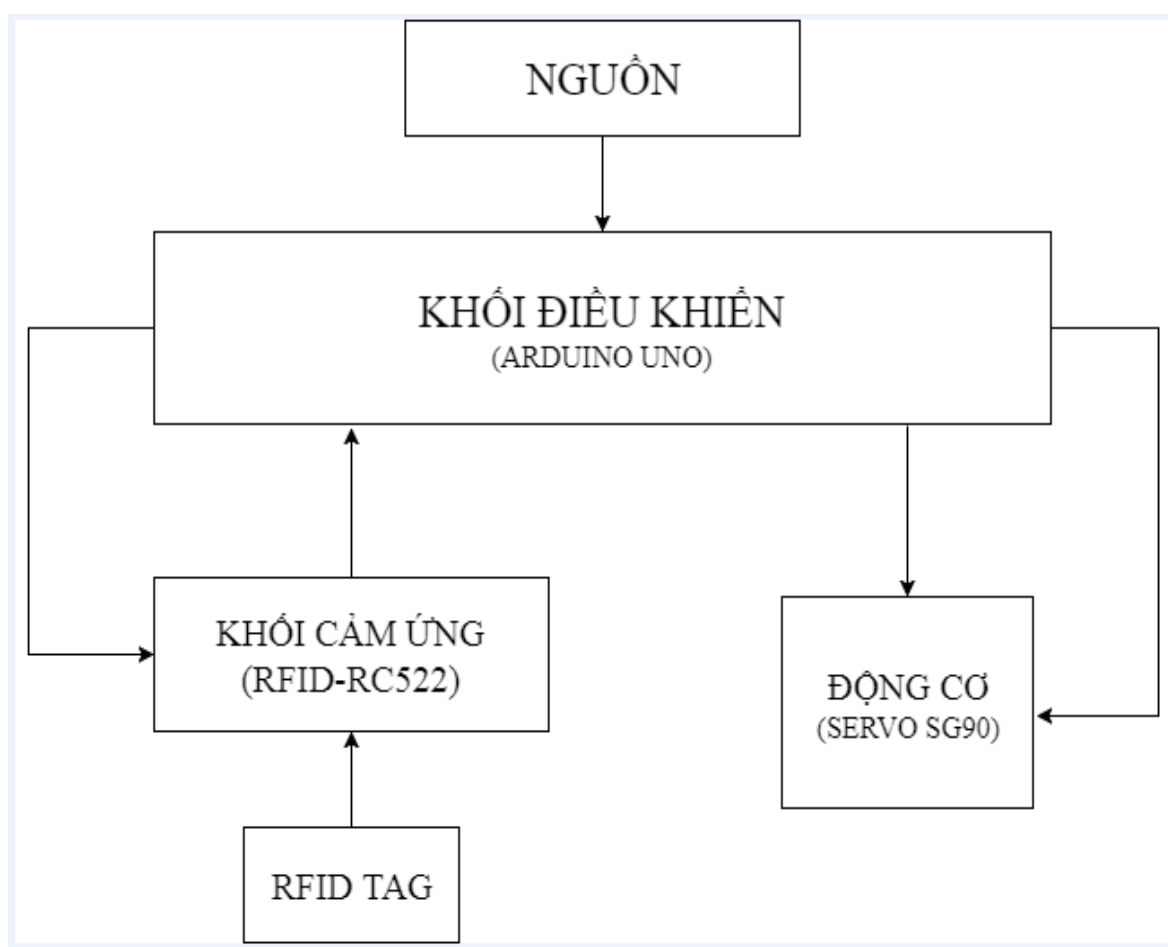 NGUỒN
KHỐI ĐIỀU KHIỂN
(ARDUINO UNO)
KHỐI CẢM ỨNG
(RFID-RC522)
ĐỘNG CƠ
(SERVO SG90)
RFID TAG